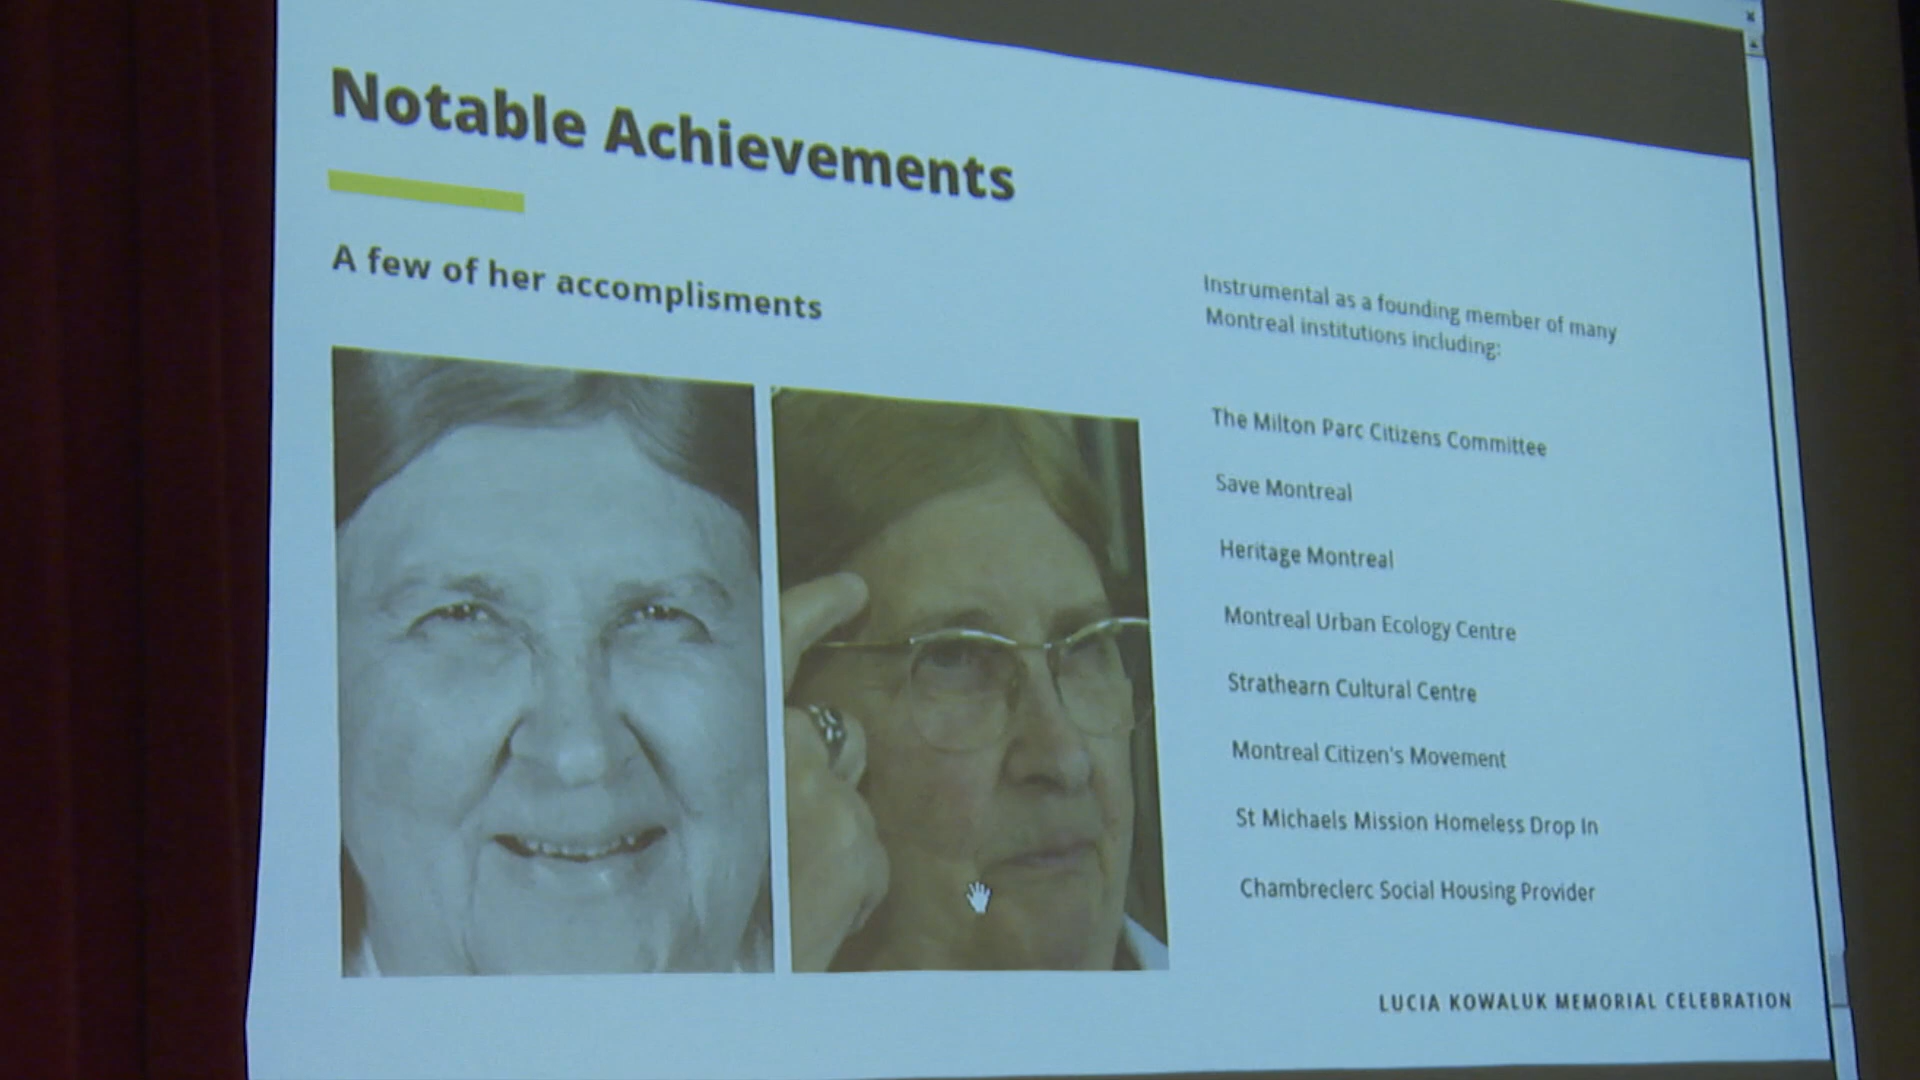 Notable Achievements
A few of her accomplisments
Instrumental as a founding member of many
Montreal institutions including:
The Milton Parc Citizens Committee
Save Montreal
Heritage Montreal
Montreal Urban Ecology Centre
Strathearn Cultural Centre
Montreal Citizen's Movement
St Michaels Mission Homeless Drop In
Chambreclerc Social Housing Provider
LUCIA KOWALUK MEMORIAL CELEBRATION